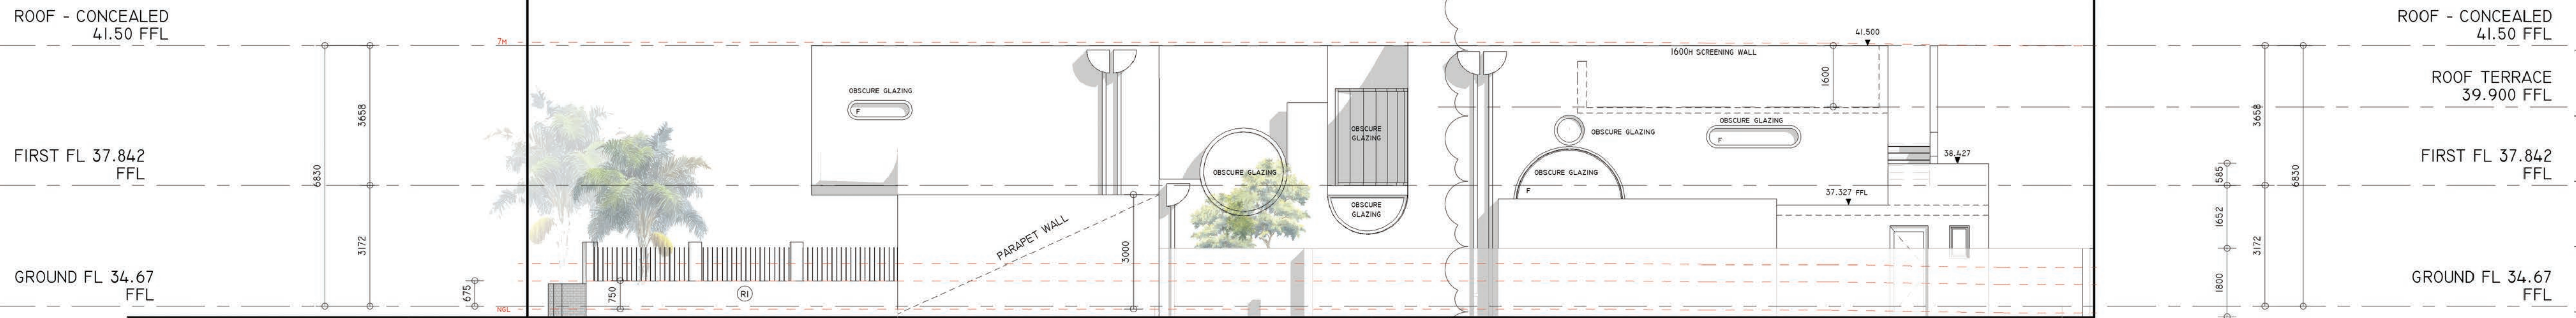 ROOF - CONCEALED
41.50 FFL
FIRST FL 37.842
FFL
GROUND FL 34.67
FFL
6830
3658
3172
675
7M
NGL
750
R1
OBSCURE GLAZING
F
PARAPET WALL
3000
OBSCURE GLAZING
OBSCURE
GLAZING
OBSCURE
GLAZING
OBSCURE GLAZING
OBSCURE GLAZING
F
1600H SCREENING WALL
OBSCURE GLAZING
F
1600
41.500
38.427
37.327 FFL
585
1652
1800
3658
3172
6830
ROOF - CONCEALED
41.50 FFL
ROOF TERRACE
39.900 FFL
FIRST FL 37.842
FFL
GROUND FL 34.67
FFL